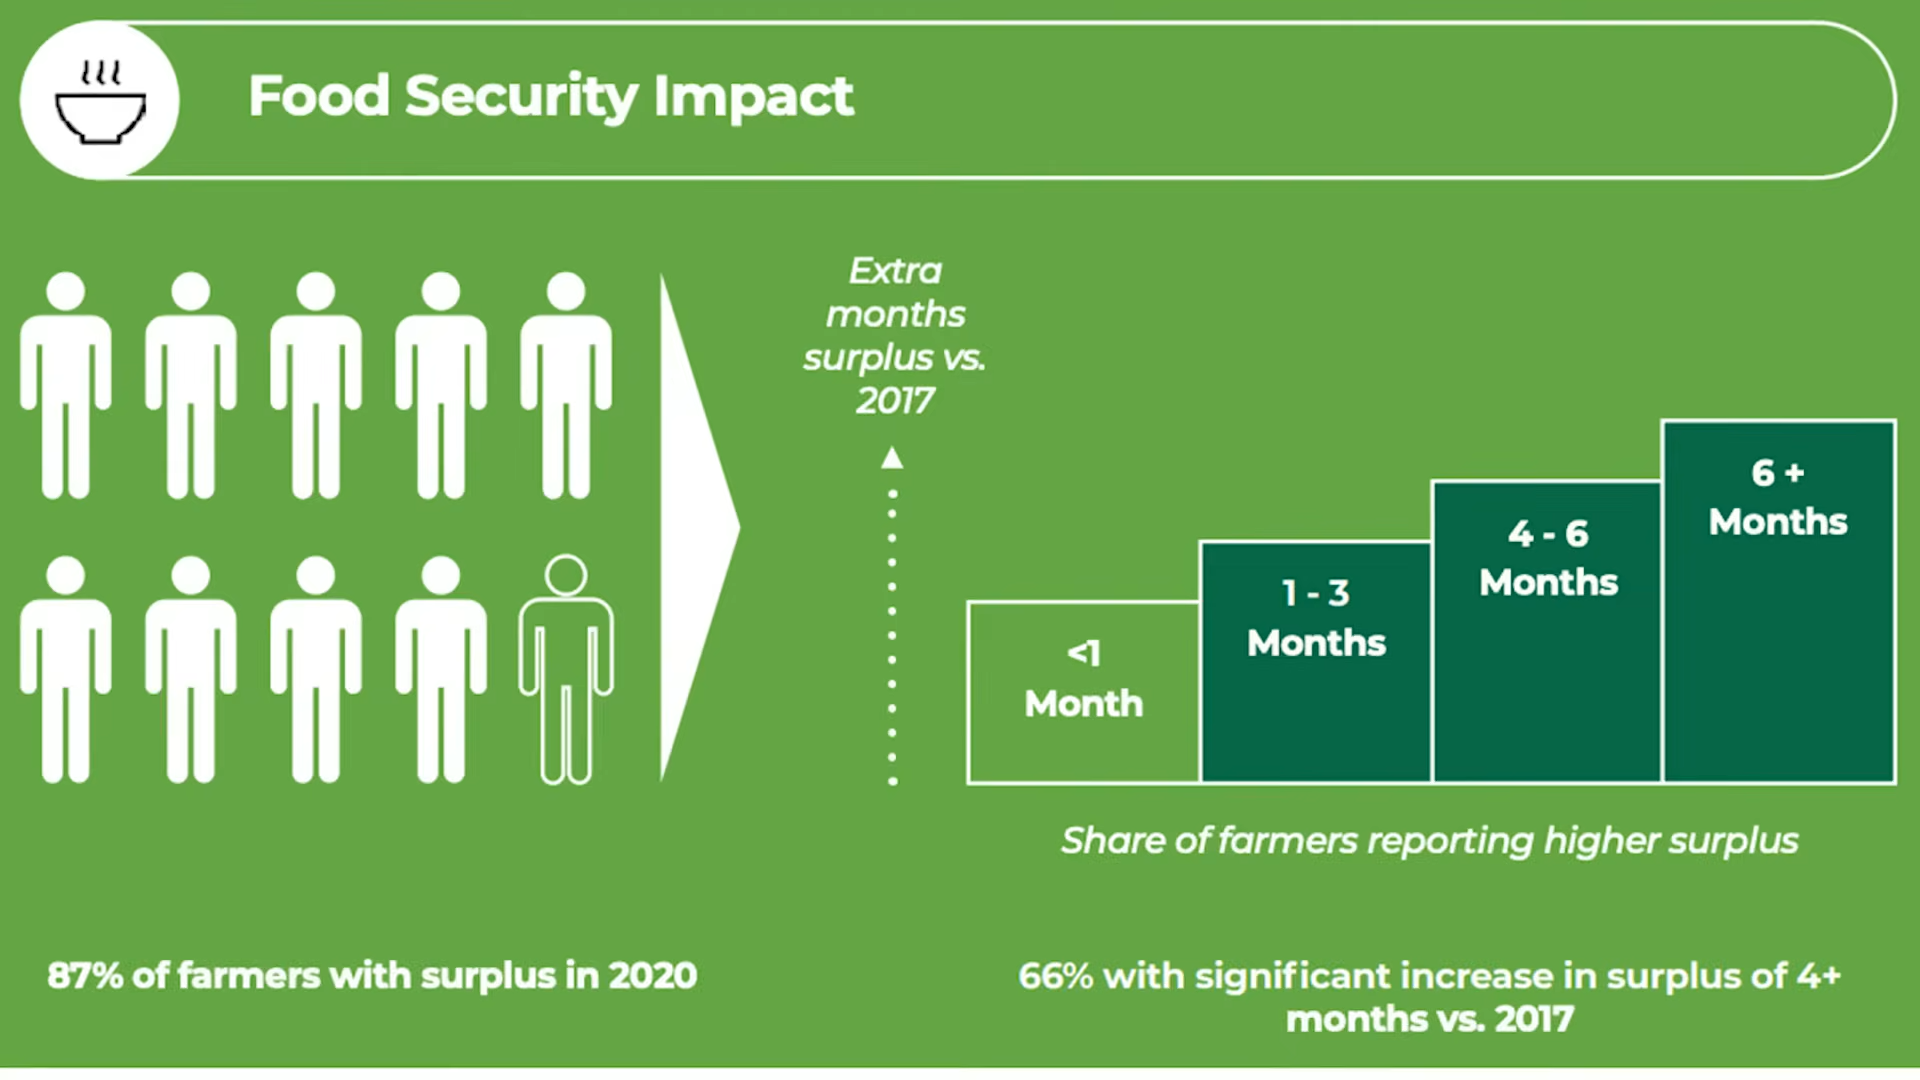 Food Security Impact
Extra
months
surplus vs.
2017
<1
Month
1 - 3
Months
4 - 6
Months
6 +
Months
Share of farmers reporting higher surplus
87% of farmers with surplus in 2020
66% with significant increase in surplus of 4+
months vs. 2017